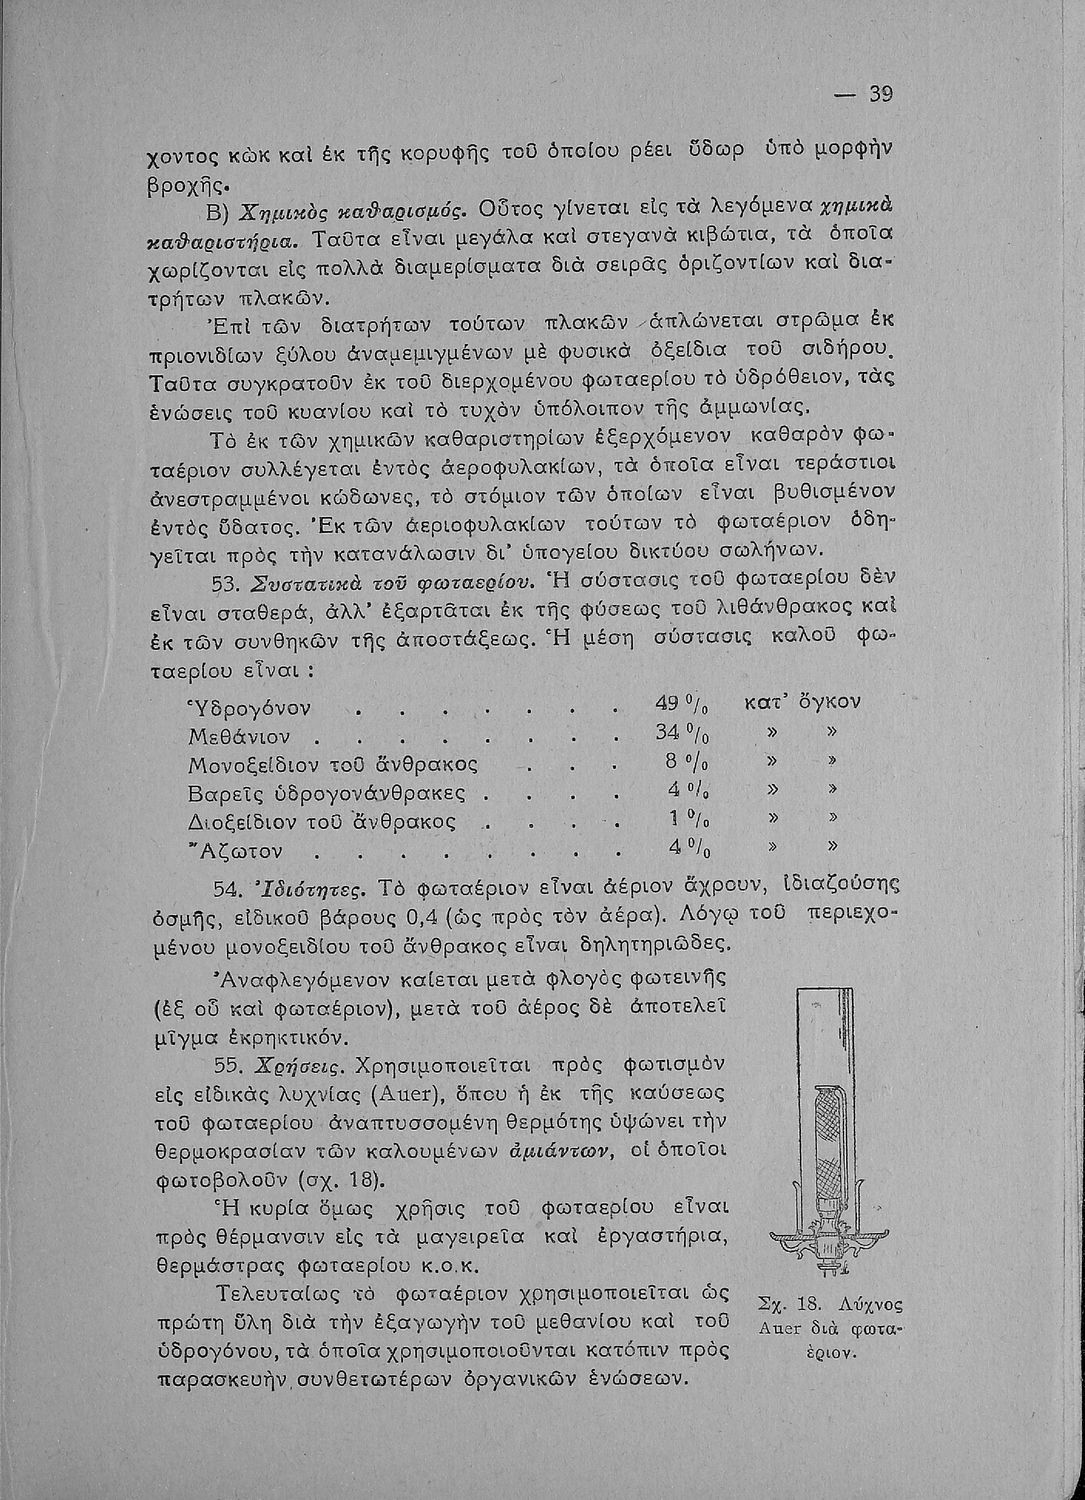 — 39
χοντος κὼκ καὶ ἐκ τῆς κορυφῆς τοῦ ὁποίου ρέει ὕδωρ ὑπὸ μορφὴν
βροχῆς.
Β) Χημικὸς καθαρισμός. Οὗτος γίνεται εἰς τὰ λεγόμενα χημικὰ
καθαριστήρια. Ταῦτα εἶναι μεγάλα καὶ στεγανὰ κιβώτια, τὰ ὁποῖα
χωρίζονται εἰς πολλὰ διαμερίσματα διὰ σειρᾶς ὁριζοντίων καὶ δια-
τρήτων πλακῶν.
Ἐπὶ τῶν διατρήτων τούτων πλακῶν ἁπλώνεται στρῶμα ἐκ
πριονιδίων ξύλου ἀναμεμιγμένων μὲ φυσικὰ ὀξείδια τοῦ σιδήρου.
Ταῦτα συγκρατοῦν ἐκ τοῦ διερχομένου φωταερίου τὸ ὑδρόθειον, τὰς
ἑνώσεις τοῦ κυανίου καὶ τὸ τυχὸν ὑπόλοιπον τῆς ἀμμωνίας.
Τὸ ἐκ τῶν χημικῶν καθαριστηρίων ἐξερχόμενον καθαρὸν φω-
ταέριον συλλέγεται ἐντὸς ἀεροφυλακίων, τὰ ὁποῖα εἶναι τεράστιοι
ἀνεστραμμένοι κώδωνες, τὸ στόμιον τῶν ὁποίων εἶναι βυθισμένον
ἐντὸς ὕδατος. Ἐκ τῶν ἀεριοφυλακίων τούτων τὸ φωταέριον ὁδη-
γεῖται πρὸς τὴν κατανάλωσιν δι' ὑπογείου δικτύου σωλήνων.
53. Συστατικὰ τοῦ φωταερίου. Ἡ σύστασις τοῦ φωταερίου δὲν
εἶναι σταθερά, ἀλλ' ἐξαρτᾶται ἐκ τῆς φύσεως τοῦ λιθάνθρακος καὶ
ἐκ τῶν συνθηκῶν τῆς ἀποστάξεως. Ἡ μέση σύστασις καλοῦ φω-
ταερίου εἶναι :
Ὑδρογόνον . . . . . . . 49 % κατ' ὄγκον
Μεθάνιον . . . . . . . . 34 % » »
Μονοξείδιον τοῦ ἄνθρακος . . . 8 % » »
Βαρεῖς ὑδρογονάνθρακες . . . . 4 % » »
Διοξείδιον τοῦ ἄνθρακος . . . . 1 % » »
Ἄζωτον . . . . . . . . 4 % » »
54. Ἰδιότητες. Τὸ φωταέριον εἶναι ἀέριον ἄχρουν, ἰδιαζούσης
ὀσμῆς, εἰδικοῦ βάρους 0,4 (ὡς πρὸς τὸν ἀέρα). Λόγῳ τοῦ περιεχο-
μένου μονοξειδίου τοῦ ἄνθρακος εἶναι δηλητηριῶδες.
Ἀναφλεγόμενον καίεται μετὰ φλογὸς φωτεινῆς
(ἐξ οὗ καὶ φωταέριον), μετὰ τοῦ ἀέρος δὲ ἀποτελεῖ
μῖγμα ἐκρηκτικόν.
55. Χρήσεις. Χρησιμοποιεῖται πρὸς φωτισμὸν
εἰς εἰδικὰς λυχνίας (Auer), ὅπου ἡ ἐκ τῆς καύσεως
τοῦ φωταερίου ἀναπτυσσομένη θερμότης ὑψώνει τὴν
θερμοκρασίαν τῶν καλουμένων ἀμιάντων, οἱ ὁποῖοι
φωτοβολοῦν (σχ. 18).
Ἡ κυρία ὅμως χρῆσις τοῦ φωταερίου εἶναι
πρὸς θέρμανσιν εἰς τὰ μαγειρεῖα καὶ ἐργαστήρια,
θερμάστρας φωταερίου κ.ο.κ.
Τελευταίως τὸ φωταέριον χρησιμοποιεῖται ὡς
πρώτη ὕλη διὰ τὴν ἐξαγωγὴν τοῦ μεθανίου καὶ τοῦ
ὑδρογόνου, τὰ ὁποῖα χρησιμοποιοῦνται κατόπιν πρὸς
παρασκευὴν συνθετωτέρων ὀργανικῶν ἑνώσεων.
Σχ. 18. Λύχνος
Auer διὰ φωτα-
έριον.